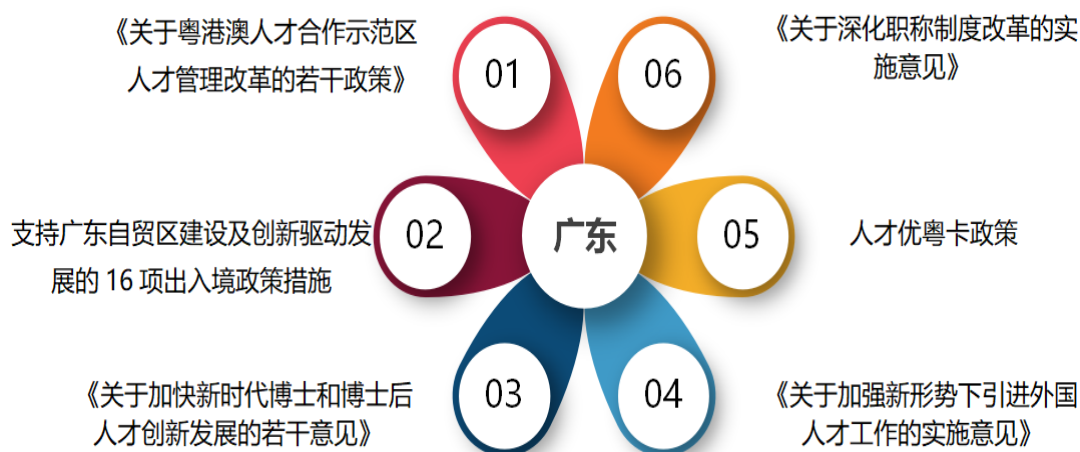 《关于粤港澳人才合作示范区
人才管理改革的若干政策》
01
支持广东自贸区建设及创新驱动发
展的 16 项出入境政策措施
02
《关于加快新时代博士和博士后
人才创新发展的若干意见》
03
广东
04
《关于加强新形势下引进外国
人才工作的实施意见》
05
人才优粤卡政策
06
《关于深化职称制度改革的实
施意见》